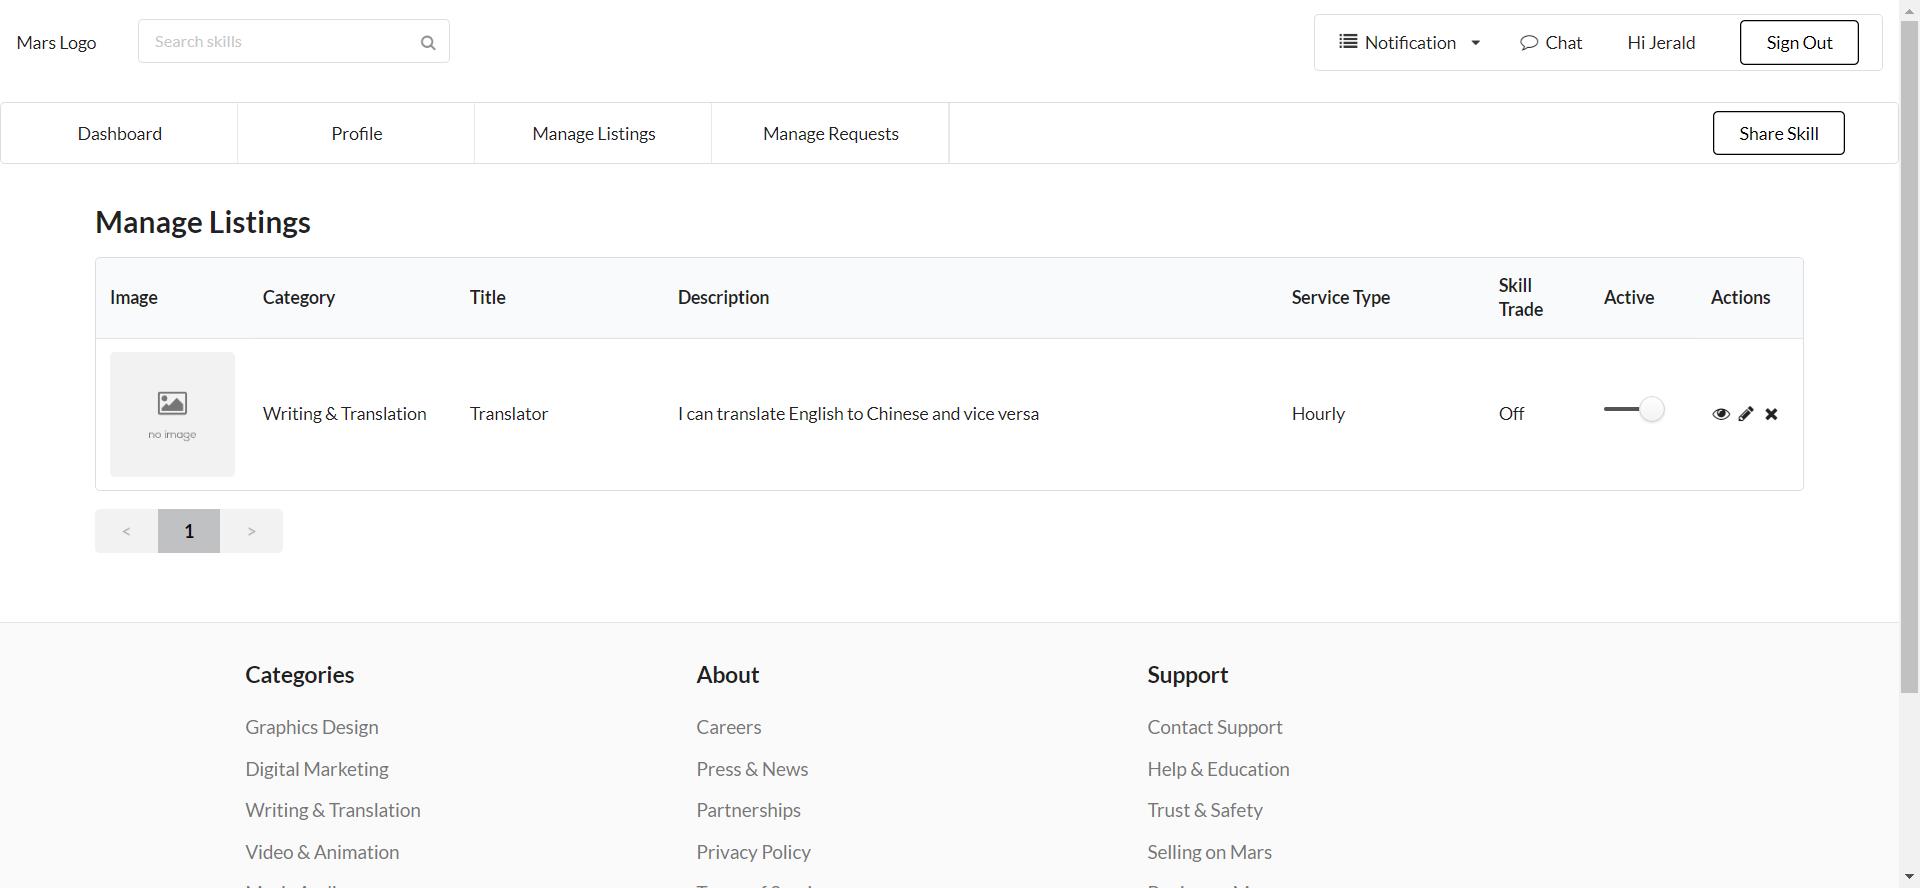 Mars Logo
Search skills
Notification
Chat
Hi Jerald
Sign Out
Dashboard
Profile
Manage Listings
Manage Requests
Share Skill
Manage Listings
Image
Category
Title
Description
Service Type
Skill
Trade
Active
Actions
no image
Writing & Translation
Translator
I can translate English to Chinese and vice versa
Hourly
Off
<
1
>
Categories
About
Support
Graphics Design
Careers
Contact Support
Digital Marketing
Press & News
Help & Education
Writing & Translation
Partnerships
Trust & Safety
Video & Animation
Privacy Policy
Selling on Mars